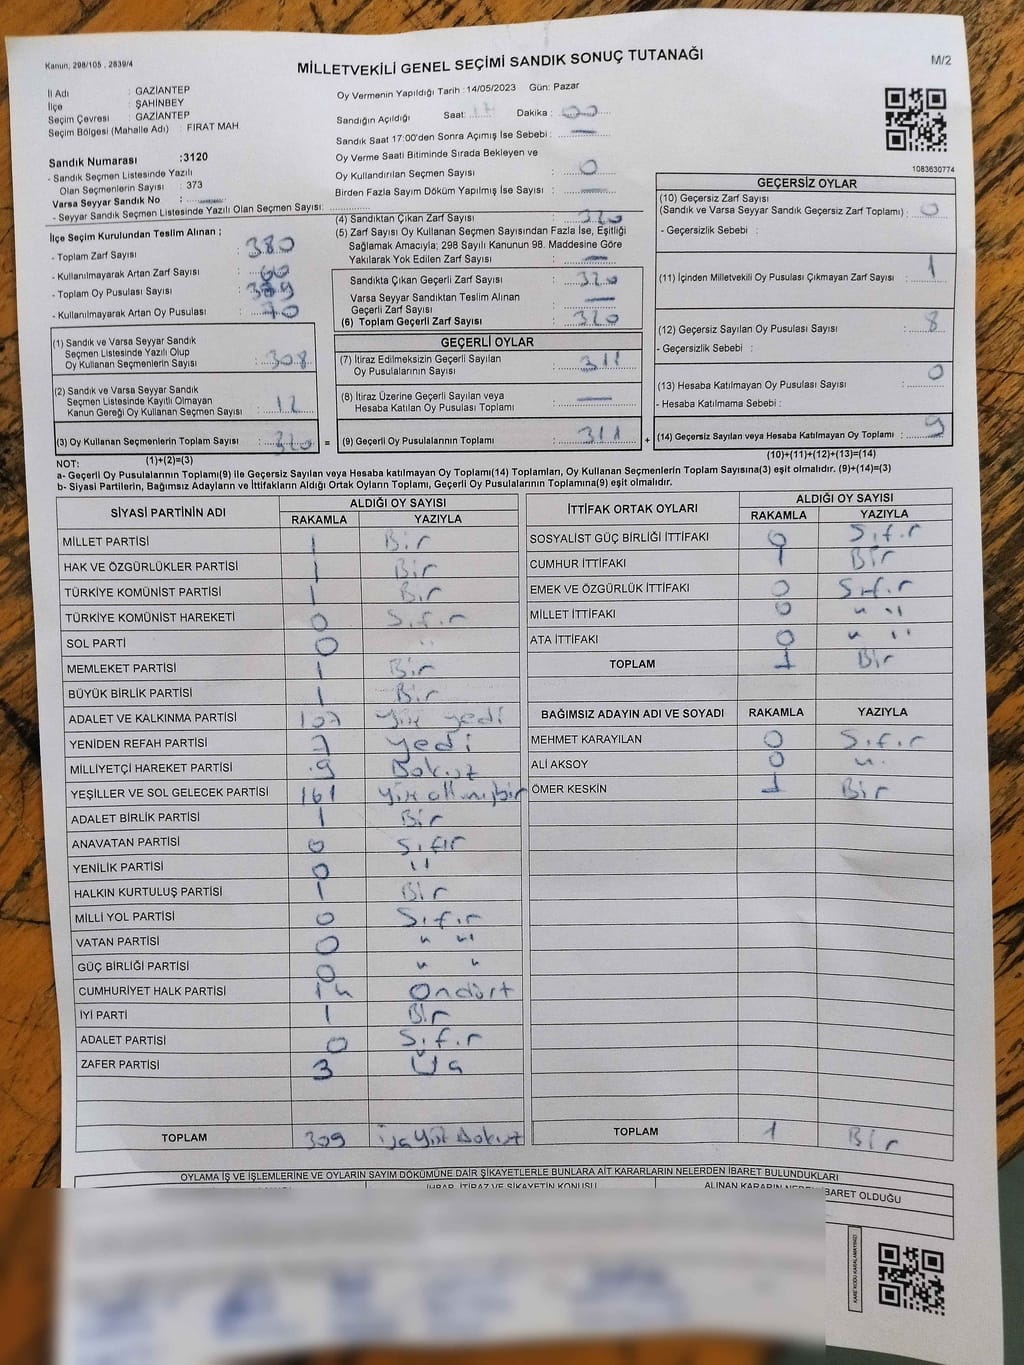 Kanun; 298/105 , 2839/4
MİLLETVEKİLİ GENEL SEÇİMİ SANDIK SONUÇ TUTANAĞI
M/2
İl Adı : GAZİANTEP
İlçe : ŞAHİNBEY
Seçim Çevresi : GAZİANTEP
Seçim Bölgesi (Mahalle Adı) : FIRAT MAH.
Sandık Numarası :3120
- Sandık Seçmen Listesinde Yazılı
Olan Seçmenlerin Sayısı : 373
Varsa Seyyar Sandık No :
- Seyyar Sandık Seçmen Listesinde Yazılı Olan Seçmen Sayısı:
Oy Vermenin Yapıldığı Tarih :14/05/2023 Gün: Pazar
Sandığın Açıldığı Saat: Dakika : 00
Sandık Saat 17:00'den Sonra Açımış İse Sebebi : —
Oy Verme Saati Bitiminde Sırada Bekleyen ve
Oy Kullandırılan Seçmen Sayısı : 0
Birden Fazla Sayım Döküm Yapılmış İse Sayısı : —
1083630774
İlçe Seçim Kurulundan Teslim Alınan ;
- Toplam Zarf Sayısı : 380
- Kullanılmayarak Artan Zarf Sayısı : 60
- Toplam Oy Pusulası Sayısı :
- Kullanılmayarak Artan Oy Pusulası : 70
(4) Sandıktan Çıkan Zarf Sayısı : 320
(5) Zarf Sayısı Oy Kullanan Seçmen Sayısından Fazla İse, Eşitliği
Sağlamak Amacıyla; 298 Sayılı Kanunun 98. Maddesine Göre
Yakılarak Yok Edilen Zarf Sayısı : —
Sandıkta Çıkan Geçerli Zarf Sayısı : 320
Varsa Seyyar Sandıktan Teslim Alınan
Geçerli Zarf Sayısı : —
(6) Toplam Geçerli Zarf Sayısı : 320
GEÇERSİZ OYLAR
(10) Geçersiz Zarf Sayısı
(Sandık ve Varsa Seyyar Sandık Geçersiz Zarf Toplamı) : 0
- Geçersizlik Sebebi :
(11) İçinden Milletvekili Oy Pusulası Çıkmayan Zarf Sayısı : 1
(12) Geçersiz Sayılan Oy Pusulası Sayısı : 8
- Geçersizlik Sebebi :
(13) Hesaba Katılmayan Oy Pusulası Sayısı : 0
- Hesaba Katılmama Sebebi :
(14) Geçersiz Sayılan veya Hesaba Katılmayan Oy Toplamı : 9
(10)+(11)+(12)+(13)=(14)
(1) Sandık ve Varsa Seyyar Sandık
Seçmen Listesinde Yazılı Olup
Oy Kullanan Seçmenlerin Sayısı : 308
(2) Sandık ve Varsa Seyyar Sandık
Seçmen Listesinde Kayıtlı Olmayan
Kanun Gereği Oy Kullanan Seçmen Sayısı : 12
(3) Oy Kullanan Seçmenlerin Toplam Sayısı : 320 =
(1)+(2)=(3)
GEÇERLİ OYLAR
(7) İtiraz Edilmeksizin Geçerli Sayılan
Oy Pusulalarının Sayısı : 311
(8) İtiraz Üzerine Geçerli Sayılan veya
Hesaba Katılan Oy Pusulası Toplamı : —
(9) Geçerli Oy Pusulalarının Toplamı : 311 +
NOT:
a- Geçerli Oy Pusulalarının Toplamı(9) ile Geçersiz Sayılan veya Hesaba katılmayan Oy Toplamı(14) Toplamları, Oy Kullanan Seçmenlerin Toplam Sayısına(3) eşit olmalıdır. (9)+(14)=(3)
b- Siyasi Partilerin, Bağımsız Adayların ve İttifakların Aldığı Ortak Oyların Toplamı, Geçerli Oy Pusulalarının Toplamına(9) eşit olmalıdır.
SİYASİ PARTİNİN ADI ALDIĞI OY SAYISI
RAKAMLA YAZIYLA
MİLLET PARTİSİ 1 Bir
HAK VE ÖZGÜRLÜKLER PARTİSİ 1 Bir
TÜRKİYE KOMÜNİST PARTİSİ 1 Bir
TÜRKİYE KOMÜNİST HAREKETİ 0 Sıfır
SOL PARTİ 0 "
MEMLEKET PARTİSİ 1 Bir
BÜYÜK BİRLİK PARTİSİ 1 Bir
ADALET VE KALKINMA PARTİSİ 107 Yüz yedi
YENİDEN REFAH PARTİSİ 7 yedi
MİLLİYETÇİ HAREKET PARTİSİ 9 Dokuz
YEŞİLLER VE SOL GELECEK PARTİSİ 161 Yüz altmışbir
ADALET BİRLİK PARTİSİ 1 Bir
ANAVATAN PARTİSİ 0 Sıfır
YENİLİK PARTİSİ 0 "
HALKIN KURTULUŞ PARTİSİ 1 Bir
MİLLİ YOL PARTİSİ 0 Sıfır
VATAN PARTİSİ 0 " "
GÜÇ BİRLİĞİ PARTİSİ 0 " "
CUMHURİYET HALK PARTİSİ 14 Ondört
İYİ PARTİ 1 Bir
ADALET PARTİSİ 0 Sıfır
ZAFER PARTİSİ 3 Üç
TOPLAM 309 üçyüz Dokuz
İTTİFAK ORTAK OYLARI ALDIĞI OY SAYISI
RAKAMLA YAZIYLA
SOSYALİST GÜÇ BİRLİĞİ İTTİFAKI 0 Sıfır
CUMHUR İTTİFAKI 1 Bir
EMEK VE ÖZGÜRLÜK İTTİFAKI 0 Sıfır
MİLLET İTTİFAKI 0 " "
ATA İTTİFAKI 0 " "
TOPLAM 1 Bir
BAĞIMSIZ ADAYIN ADI VE SOYADI RAKAMLA YAZIYLA
MEHMET KARAYILAN 0 Sıfır
ALİ AKSOY 0 "
ÖMER KESKİN 1 Bir
TOPLAM 1 Bir
OYLAMA İŞ VE İŞLEMLERİNE VE OYLARIN SAYIM DÖKÜMÜNE DAİR ŞİKAYETLERLE BUNLARA AİT KARARLARIN NELERDEN İBARET BULUNDUKLARI
İHBAR, İTİRAZ VE ŞİKAYETİN KONUSU
ALINAN KARARIN NEDEN İBARET OLDUĞU
KARE KODU KARALAMAYINIZ!